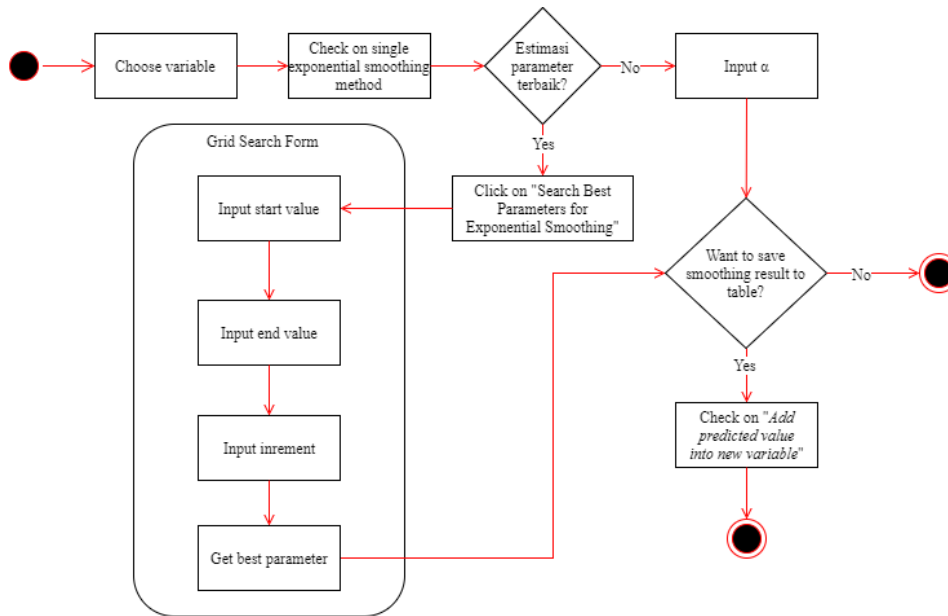 Choose variable
Check on single
exponential smoothing
method
Estimasi
parameter
terbaik?
No
Input α
Yes
Grid Search Form
Click on "Search Best
Parameters for
Exponential Smoothing"
Input start value
Input end value
Input inrement
Get best parameter
Want to save
smoothing result to
table?
No
Yes
Check on "Add
predicted value
into new variable"